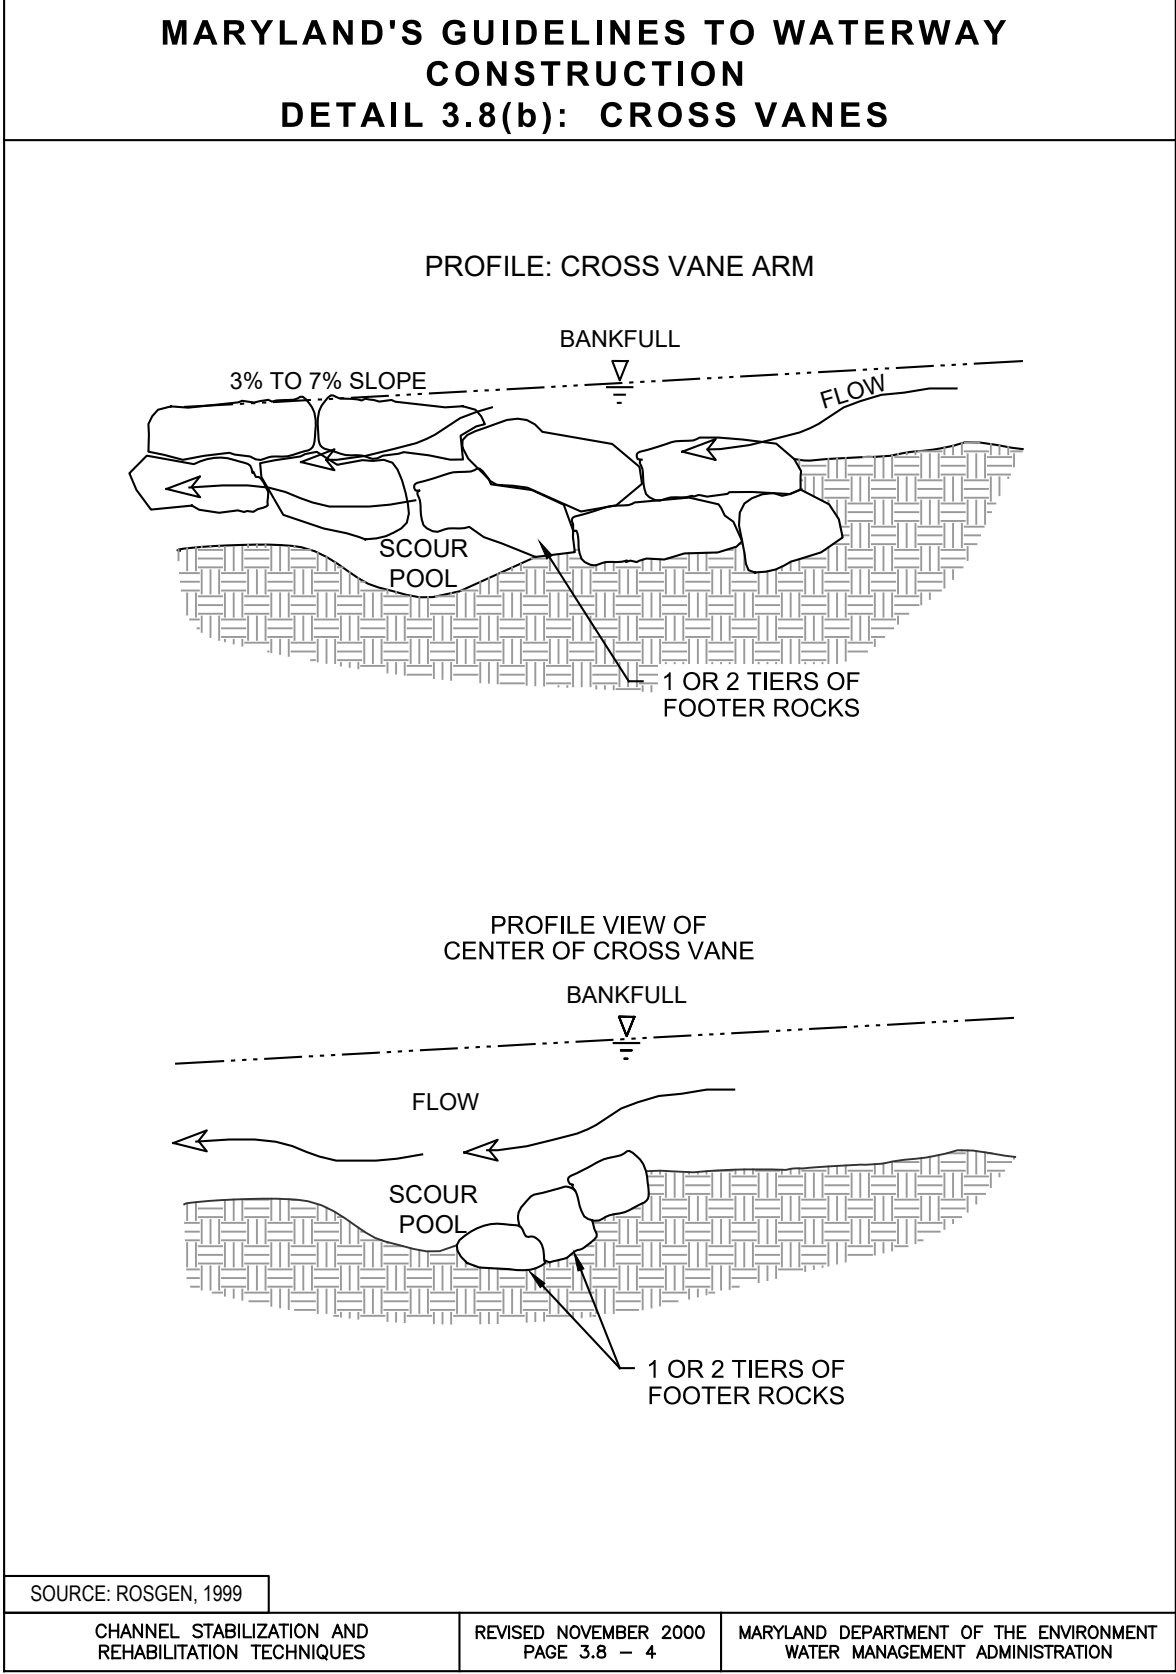 MARYLAND'S GUIDELINES TO WATERWAY
CONSTRUCTION
DETAIL 3.8(b): CROSS VANES
PROFILE: CROSS VANE ARM
BANKFULL
3% TO 7% SLOPE
FLOW
SCOUR
POOL
1 OR 2 TIERS OF
FOOTER ROCKS
PROFILE VIEW OF
CENTER OF CROSS VANE
BANKFULL
FLOW
SCOUR
POOL
1 OR 2 TIERS OF
FOOTER ROCKS
SOURCE: ROSGEN, 1999
CHANNEL STABILIZATION AND
REHABILITATION TECHNIQUES
REVISED NOVEMBER 2000
PAGE 3.8 – 4
MARYLAND DEPARTMENT OF THE ENVIRONMENT
WATER MANAGEMENT ADMINISTRATION